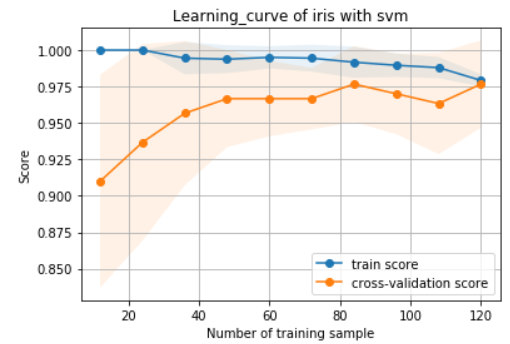 Learning_curve of iris with svm
1.000
0.975
0.950
0.925
0.900
0.875
0.850
Score
train score
cross-validation score
20 40 60 80 100 120
Number of training sample